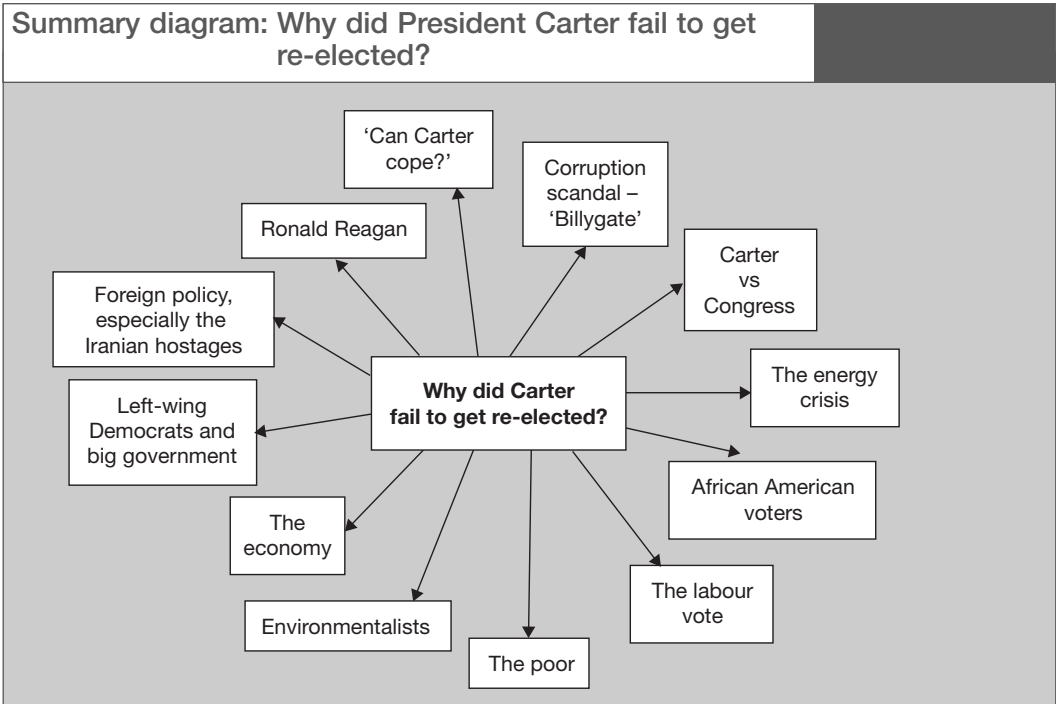 Summary diagram: Why did President Carter fail to get
re-elected?
‘Can Carter
cope?’
Corruption
scandal –
‘Billygate’
Ronald Reagan
Carter
vs
Congress
Foreign policy,
especially the
Iranian hostages
Why did Carter
fail to get re-elected?
The energy
crisis
Left-wing
Democrats and
big government
African American
voters
The
economy
The labour
vote
Environmentalists
The poor